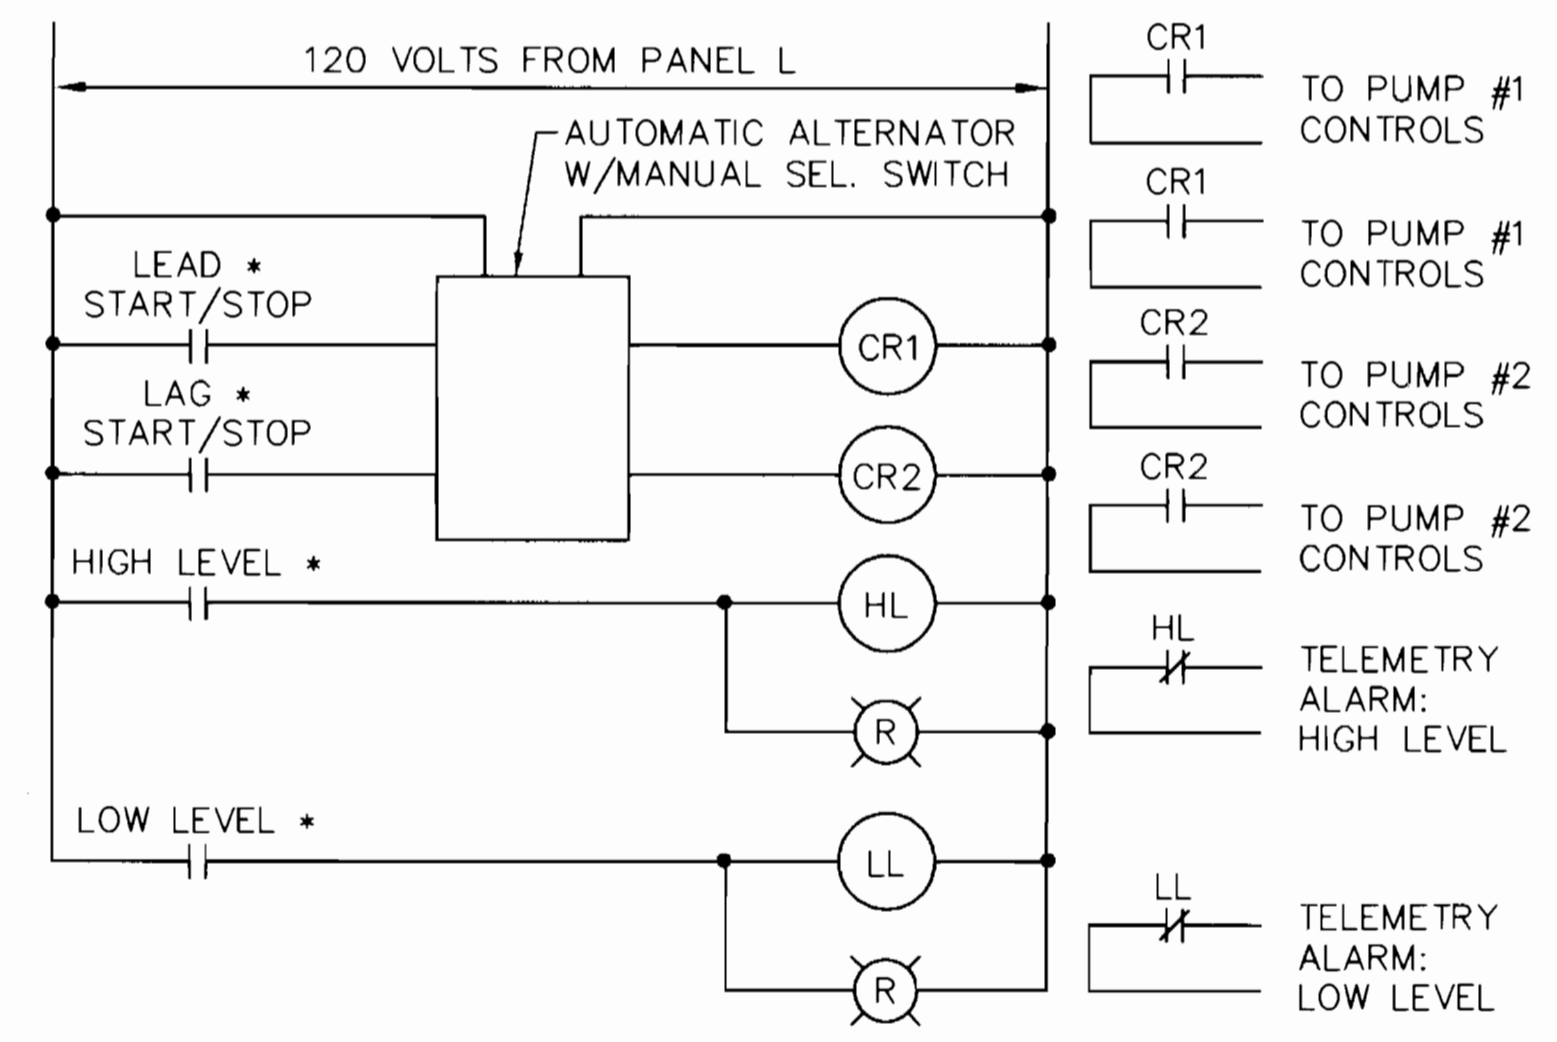 120 VOLTS FROM PANEL L
AUTOMATIC ALTERNATOR
W/MANUAL SEL. SWITCH
LEAD *
START/STOP
CR1
LAG *
START/STOP
CR2
HIGH LEVEL *
HL
R
LOW LEVEL *
LL
R
CR1
TO PUMP #1
CONTROLS
CR1
TO PUMP #1
CONTROLS
CR2
TO PUMP #2
CONTROLS
CR2
TO PUMP #2
CONTROLS
HL
TELEMETRY
ALARM:
HIGH LEVEL
LL
TELEMETRY
ALARM:
LOW LEVEL